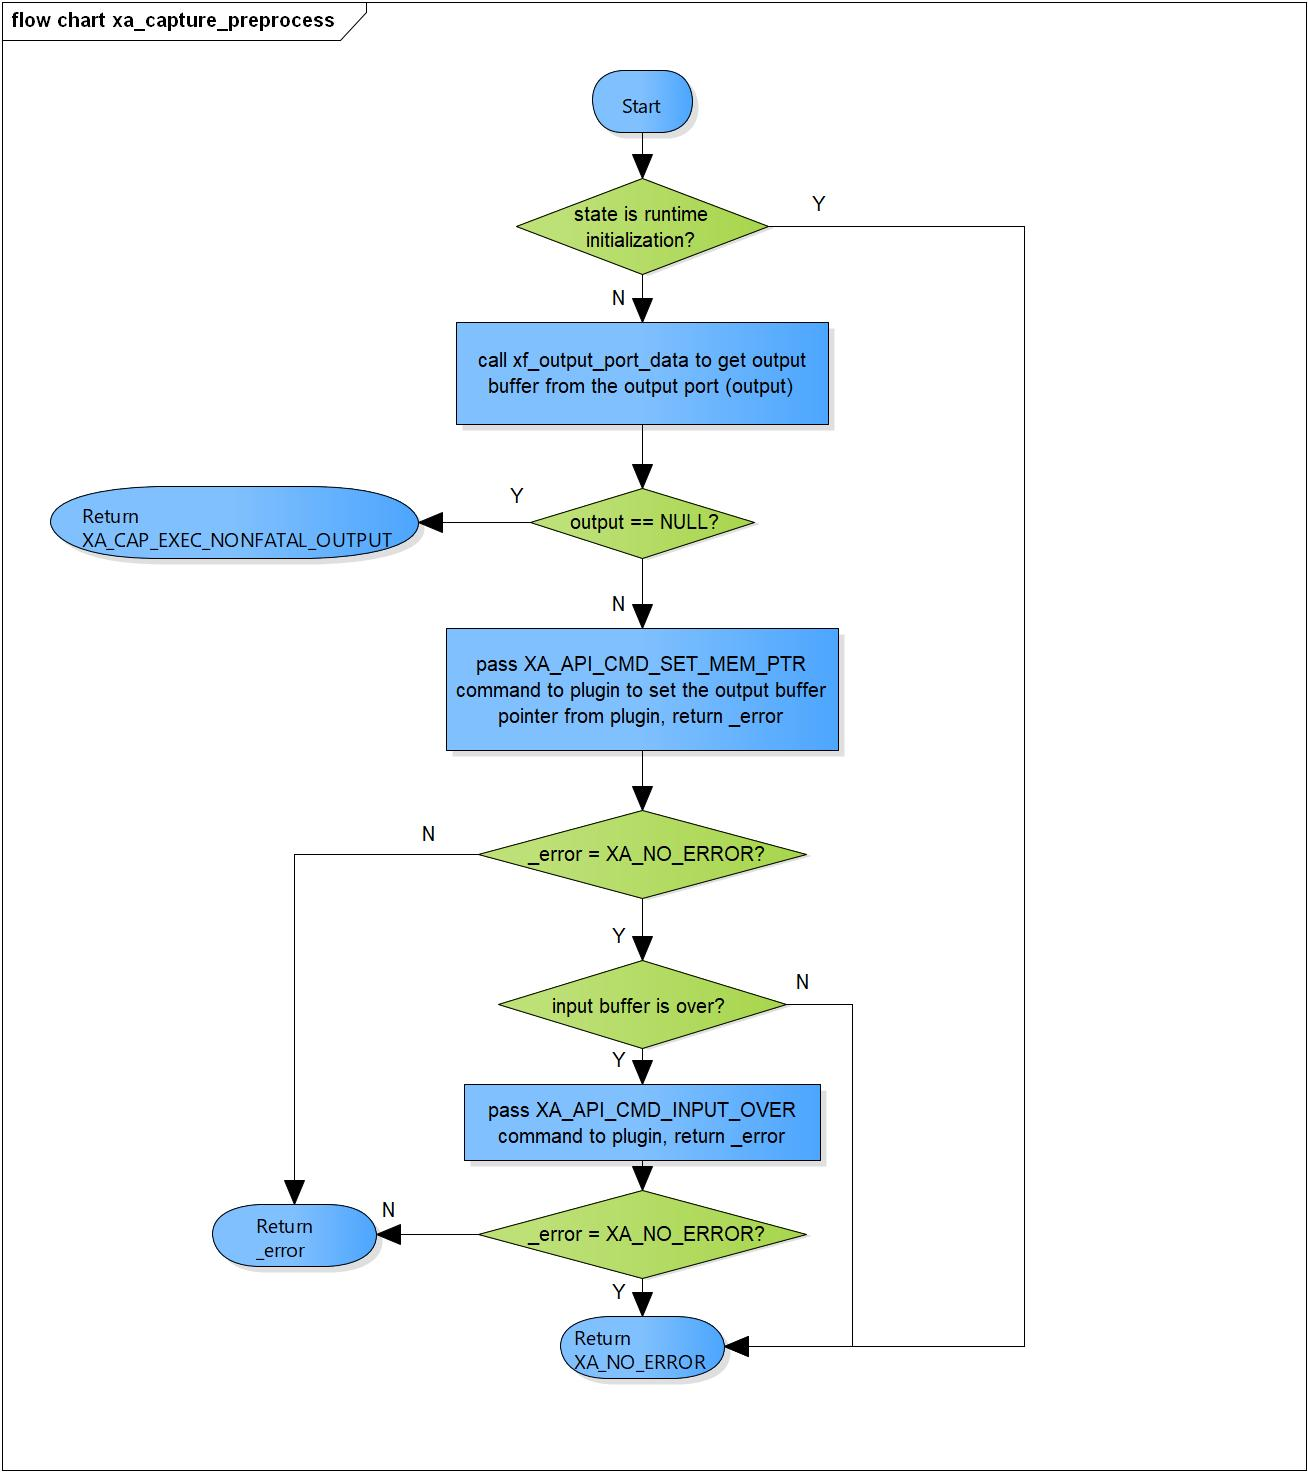 flow chart xa_capture_preprocess
Start
state is runtime
initialization?
Y
N
call xf_output_port_data to get output
buffer from the output port (output)
Y
output == NULL?
Return
XA_CAP_EXEC_NONFATAL_OUTPUT
N
pass XA_API_CMD_SET_MEM_PTR
command to plugin to set the output buffer
pointer from plugin, return _error
N
_error = XA_NO_ERROR?
Y
N
input buffer is over?
Y
pass XA_API_CMD_INPUT_OVER
command to plugin, return _error
N
_error = XA_NO_ERROR?
Return
_error
Y
Return
XA_NO_ERROR